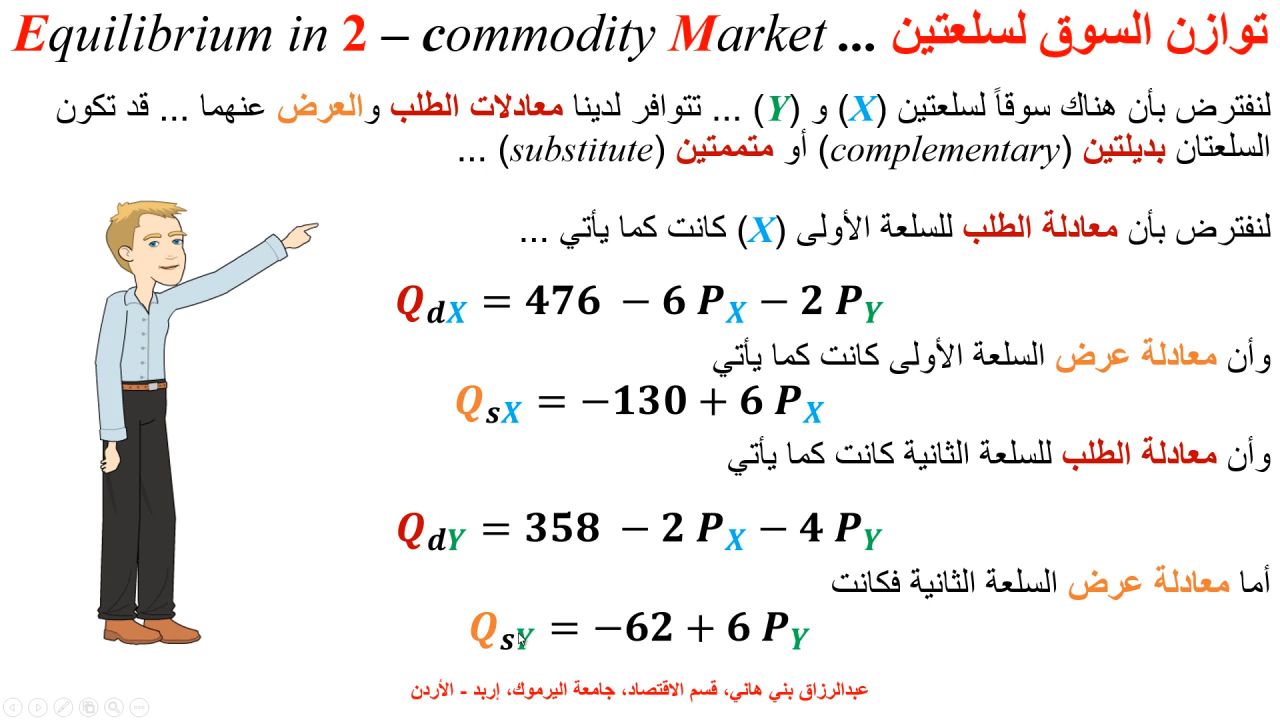 Equilibrium in 2 – commodity Market ... توازن السوق لسلعتين
لنفترض بأن هناك سوقاً لسلعتين (X) و (Y) ... تتوافر لدينا معادلات الطلب والعرض عنهما ... قد تكون
السلعتان بديلتين (complementary) أو متممتين (substitute) ...
لنفترض بأن معادلة الطلب للسلعة الأولى (X) كانت كما يأتي ...
Q_dX = 476 − 6 P_X − 2 P_Y
وأن معادلة عرض السلعة الأولى كانت كما يأتي
Q_sX = −130 + 6 P_X
وأن معادلة الطلب للسلعة الثانية كانت كما يأتي
Q_dY = 358 − 2 P_X − 4 P_Y
أما معادلة عرض السلعة الثانية فكانت
Q_sY = −62 + 6 P_Y
عبدالرزاق بني هاني، قسم الاقتصاد، جامعة اليرموك، إربد - الأردن